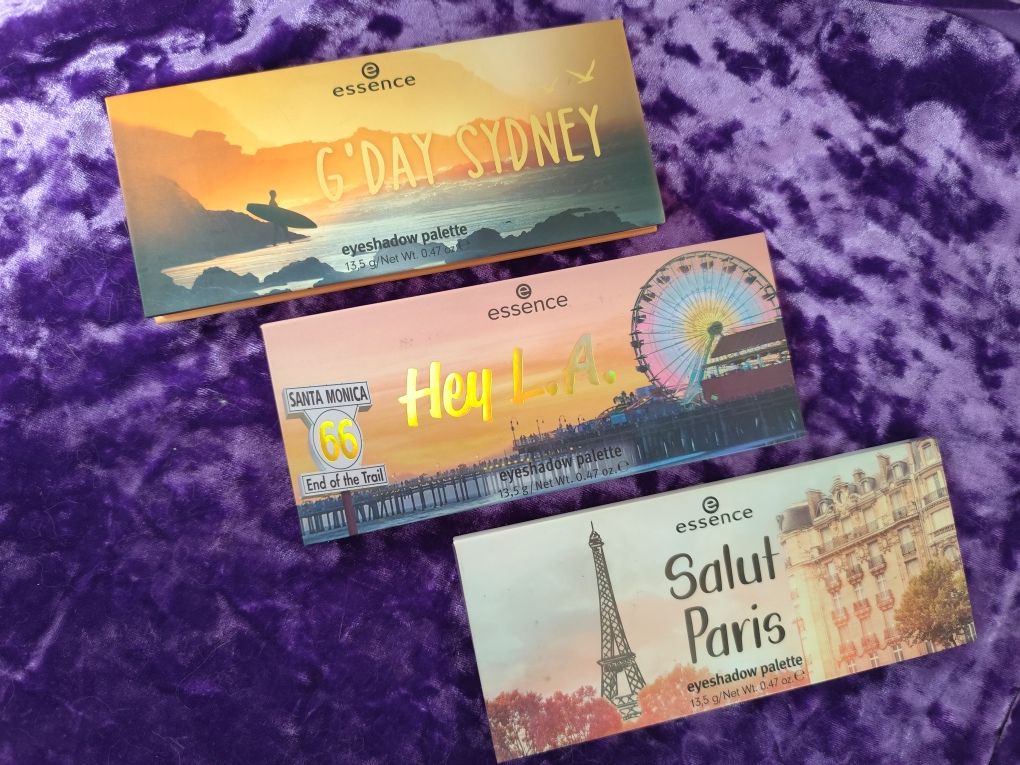 essence
G'DAY SYDNEY
eyeshadow palette
13,5 g/Net Wt. 0.47 oz.℮
essence
Hey L.A.
SANTA MONICA
66
End of the Trail
eyeshadow palette
13,5 g/Net Wt. 0.47 oz.℮
essence
Salut
Paris
eyeshadow palette
13,5 g/Net Wt. 0.47 oz.℮